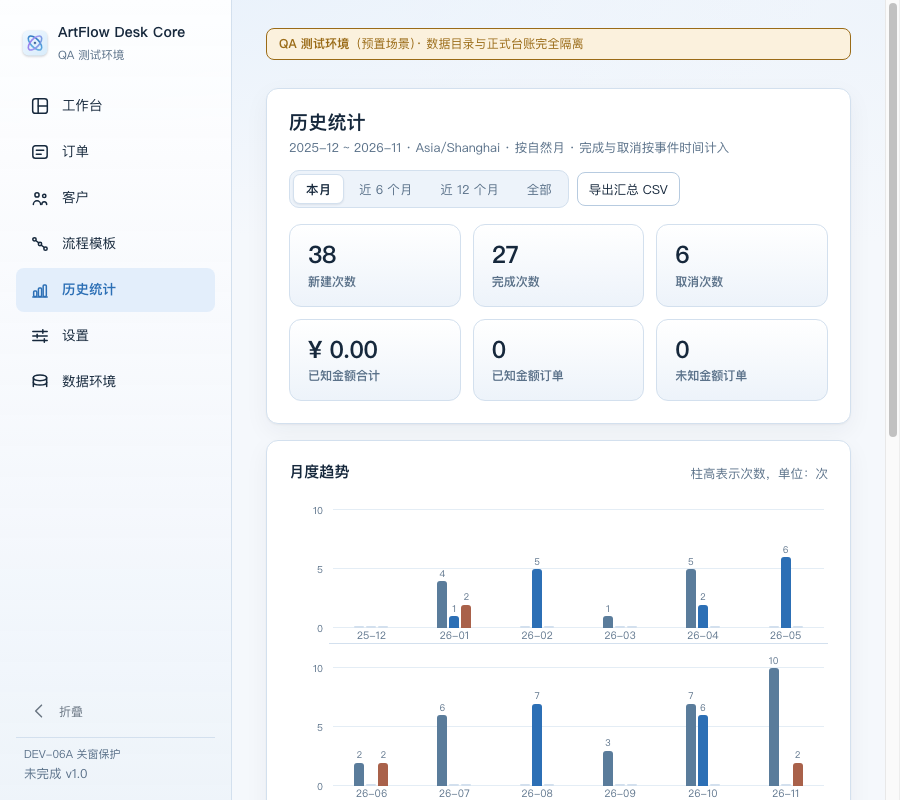 ArtFlow Desk Core
QA 测试环境
工作台
订单
客户
流程模板
历史统计
设置
数据环境
折叠
DEV–06A 关窗保护
未完成 v1.0
QA 测试环境（预置场景）· 数据目录与正式台账完全隔离
历史统计
2025–12 ~ 2026–11 · Asia/Shanghai · 按自然月 · 完成与取消按事件时间计入
本月 近 6 个月 近 12 个月 全部 导出汇总 CSV
38 27 6
新建次数 完成次数 取消次数
¥ 0.00 0 0
已知金额合计 已知金额订单 未知金额订单
月度趋势 柱高表示次数，单位：次
10
6
5 5
5
4
2 2
1 1
0
25–12 26–01 26–02 26–03 26–04 26–05
10
10
7 7
6 6
5
3
2 2 2
0
26–06 26–07 26–08 26–09 26–10 26–11